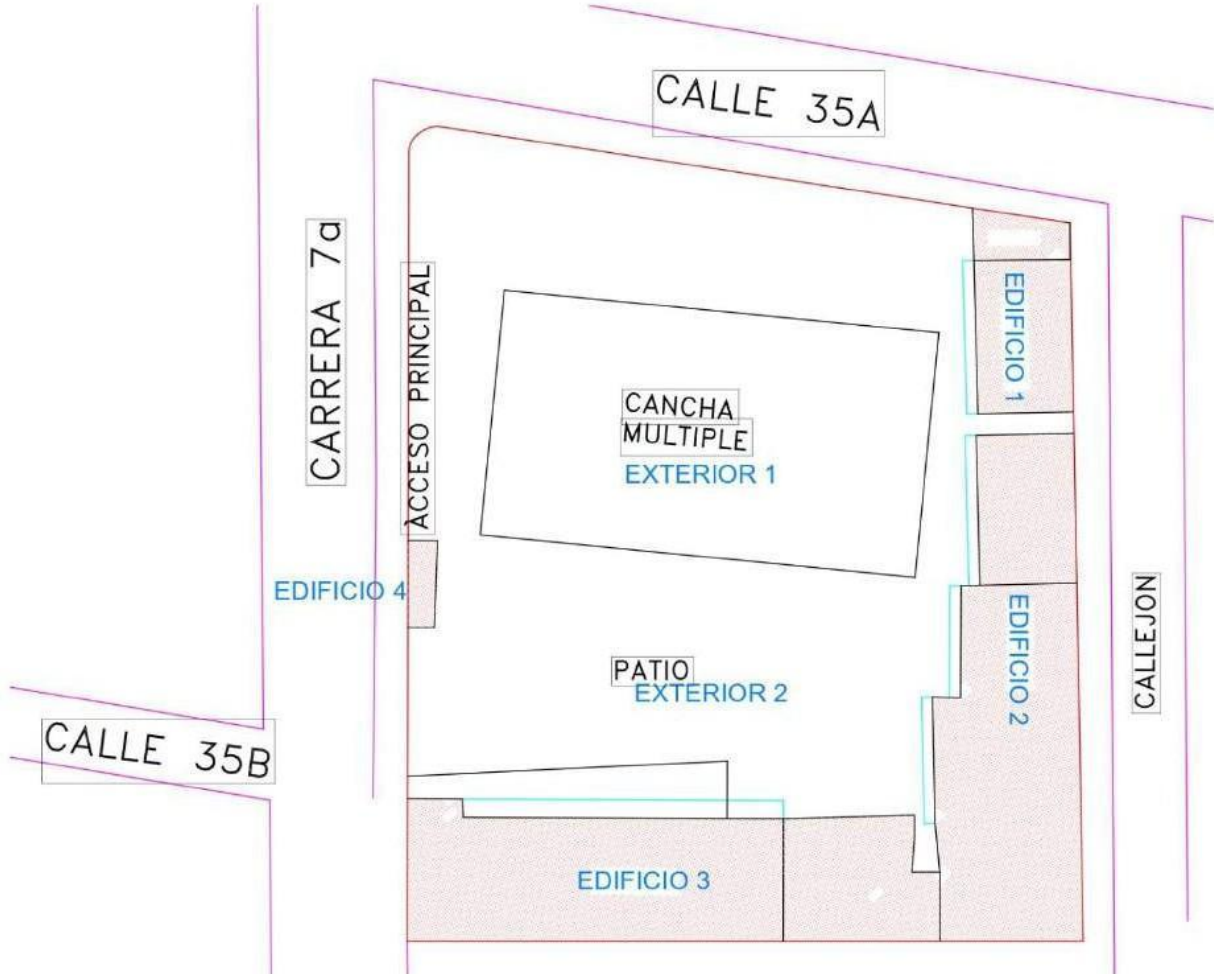 CALLE 35A
CARRERA 7a
ACCESO PRINCIPAL
EDIFICIO 1
CANCHA
MULTIPLE
EXTERIOR 1
EDIFICIO 4
EDIFICIO 2
CALLEJON
PATIO
EXTERIOR 2
CALLE 35B
EDIFICIO 3